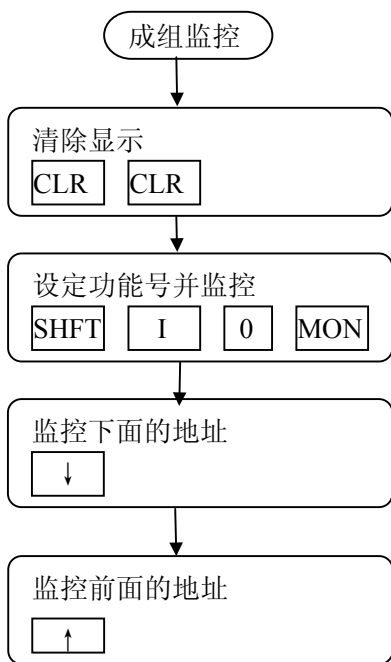 成组监控
清除显示
CLR CLR
设定功能号并监控
SHFT I 0 MON
监控下面的地址
↓
监控前面的地址
↑